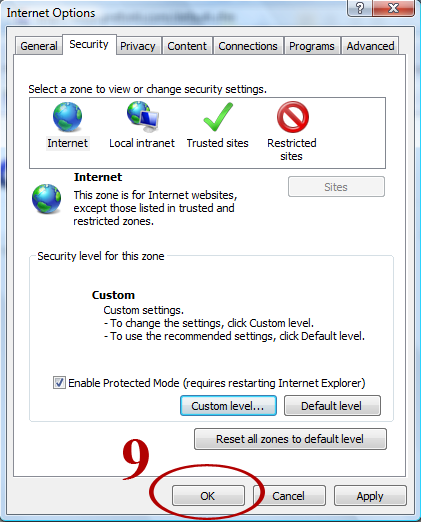 Internet Options
General Security Privacy Content Connections Programs Advanced
Select a zone to view or change security settings.
Internet Local intranet Trusted sites Restricted
sites
Internet
Sites
This zone is for Internet websites,
except those listed in trusted and
restricted zones.
Security level for this zone
Custom
Custom settings.
- To change the settings, click Custom level.
- To use the recommended settings, click Default level.
Enable Protected Mode (requires restarting Internet Explorer)
Custom level... Default level
Reset all zones to default level
9
OK Cancel Apply